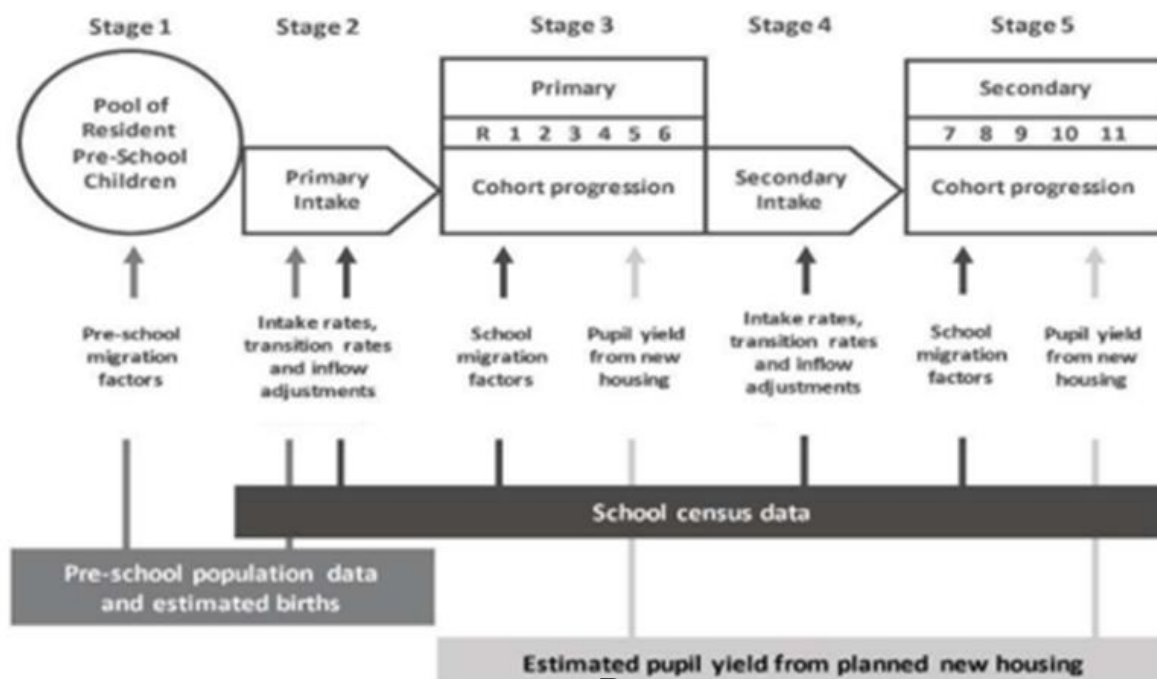 Stage 1
Stage 2
Stage 3
Stage 4
Stage 5
Pool of
Resident
Pre-School
Children
Primary
Intake
Primary
R 1 2 3 4 5 6
Cohort progression
Secondary
Intake
Secondary
7 8 9 10 11
Cohort progression
Pre-school
migration
factors
Intake rates,
transition rates
and inflow
adjustments
School
migration
factors
Pupil yield
from new
housing
Intake rates,
transition rates
and inflow
adjustments
School
migration
factors
Pupil yield
from new
housing
School census data
Pre-school population data
and estimated births
Estimated pupil yield from planned new housing